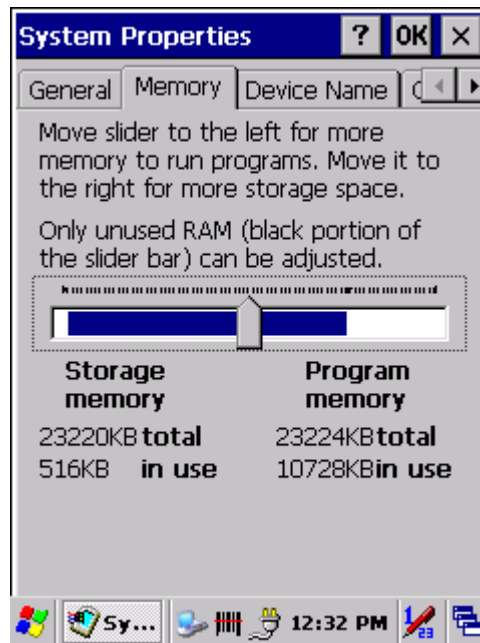 System Properties ? OK ×
General Memory Device Name
Move slider to the left for more
memory to run programs. Move it to
the right for more storage space.
Only unused RAM (black portion of
the slider bar) can be adjusted.
Storage memory
23220KB total
516KB in use
Program memory
23224KB total
10728KB in use
Sy... 12:32 PM 23